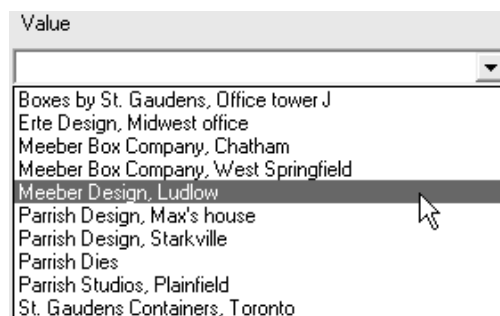 Value
Boxes by St. Gaudens, Office tower J
Erte Design, Midwest office
Meeber Box Company, Chatham
Meeber Box Company, West Springfield
Meeber Design, Ludlow
Parrish Design, Max's house
Parrish Design, Starkville
Parrish Dies
Parrish Studios, Plainfield
St. Gaudens Containers, Toronto